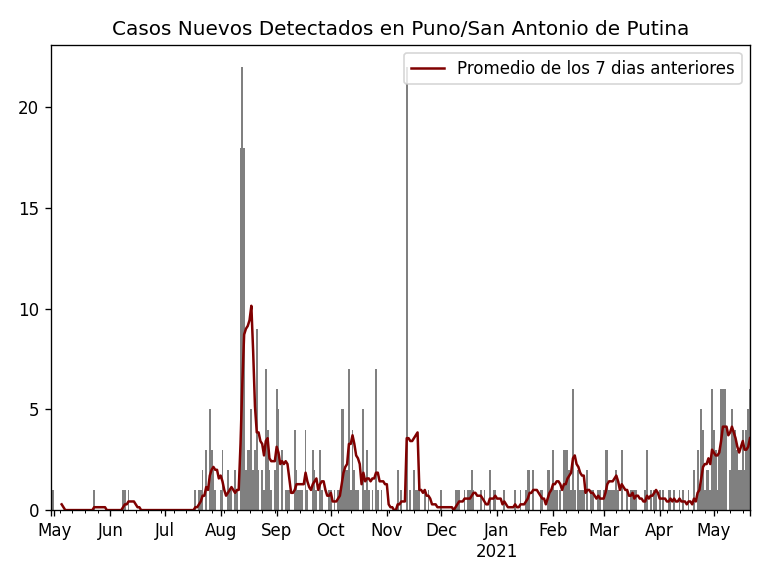 Casos Nuevos Detectados en Puno/San Antonio de Putina
Promedio de los 7 dias anteriores
20
15
10
5
0
May Jun Jul Aug Sep Oct Nov Dec Jan Feb Mar Apr May
2021